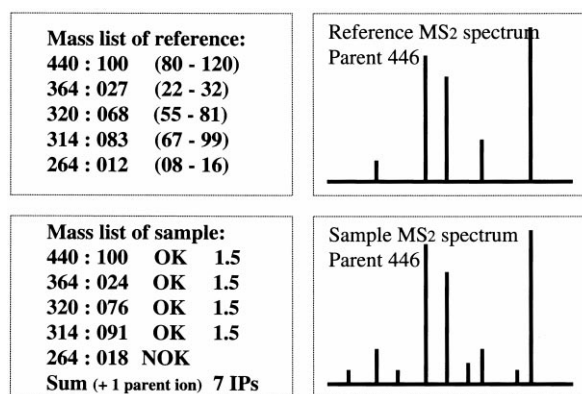 Mass list of reference:
440 : 100 (80 - 120)
364 : 027 (22 - 32)
320 : 068 (55 - 81)
314 : 083 (67 - 99)
264 : 012 (08 - 16)
Reference MS2 spectrum
Parent 446
Mass list of sample:
440 : 100 OK 1.5
364 : 024 OK 1.5
320 : 076 OK 1.5
314 : 091 OK 1.5
264 : 018 NOK
Sum (+ 1 parent ion) 7 IPs
Sample MS2 spectrum
Parent 446